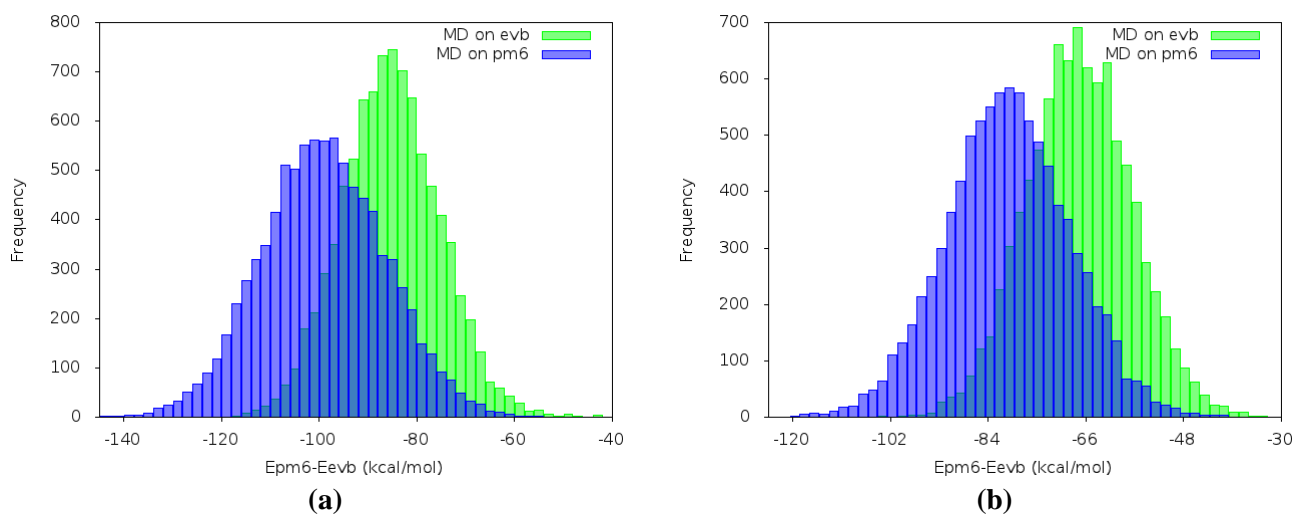 800
700
600
500
400
300
200
100
0
Frequency
-140
-100
-80
-60
-40
Epm6-Eevb (kcal/mol)
MD on evb
MD on pm6
(a)
700
600
500
400
300
200
100
0
Frequency
-120
-102
-84
-66
-48
-30
Epm6-Eevb (kcal/mol)
MD on evb
MD on pm6
(b)